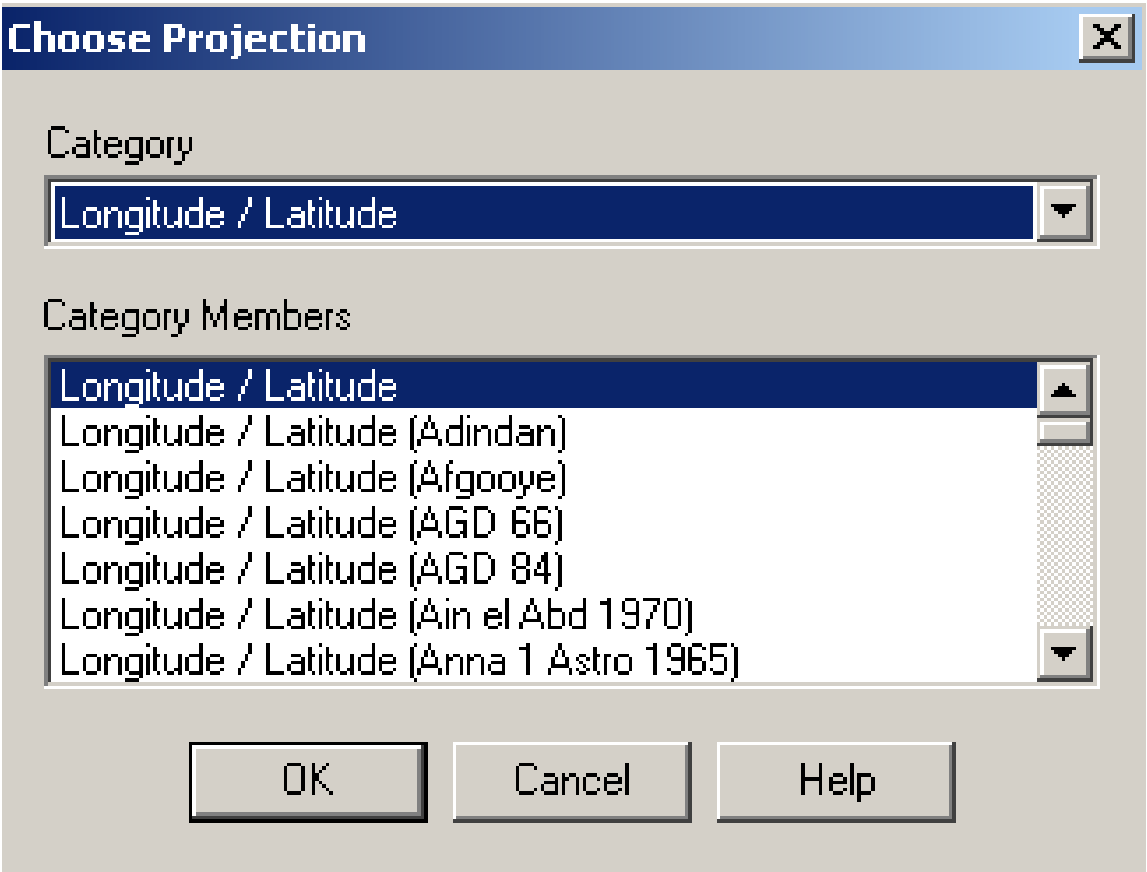 Choose Projection
Category
Longitude / Latitude
Category Members
Longitude / Latitude
Longitude / Latitude (Adindan)
Longitude / Latitude (Afgooye)
Longitude / Latitude (AGD 66)
Longitude / Latitude (AGD 84)
Longitude / Latitude (Ain el Abd 1970)
Longitude / Latitude (Anna 1 Astro 1965)
OK Cancel Help